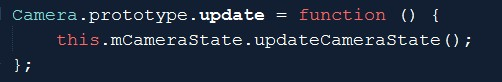 Camera.prototype.update = function () {
    this.mCameraState.updateCameraState();
};